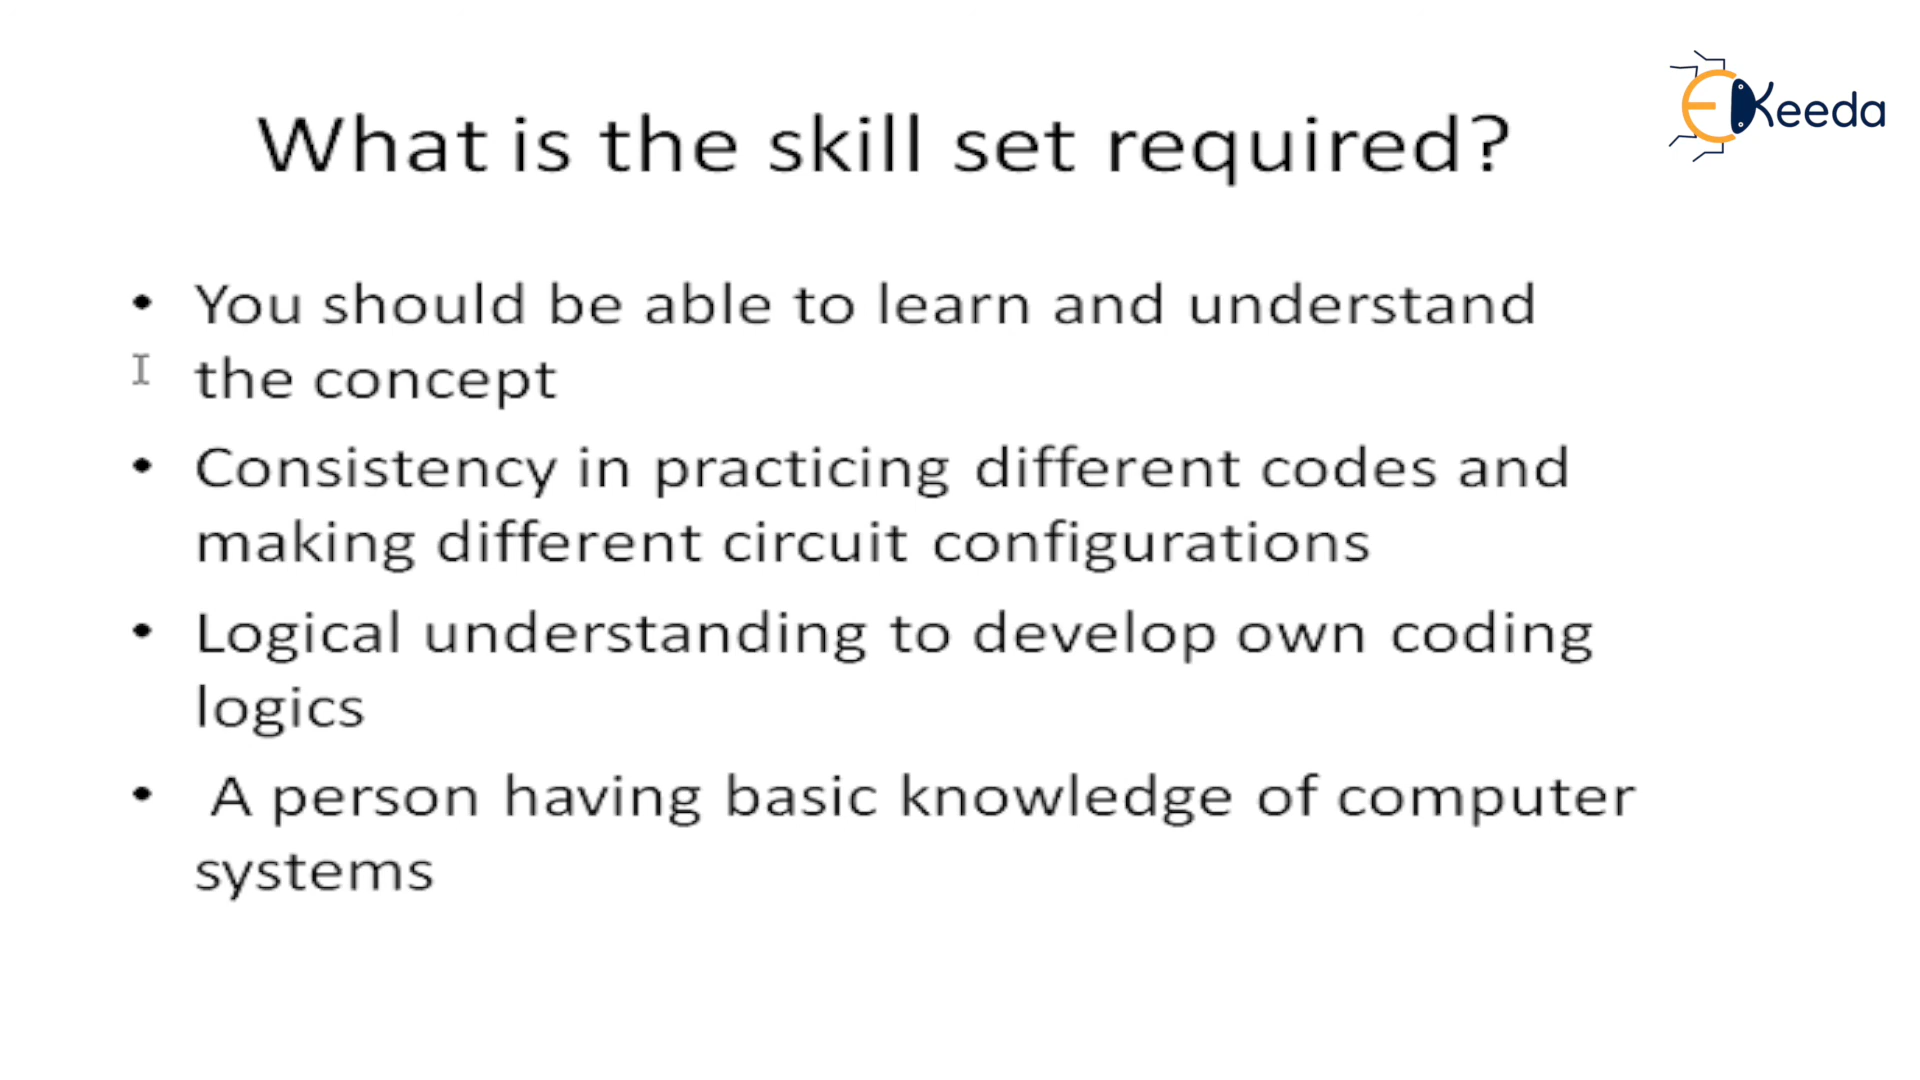 What is the skill set required?
EKeeda
• You should be able to learn and understand
the concept
• Consistency in practicing different codes and
making different circuit configurations
• Logical understanding to develop own coding
logics
• A person having basic knowledge of computer
systems